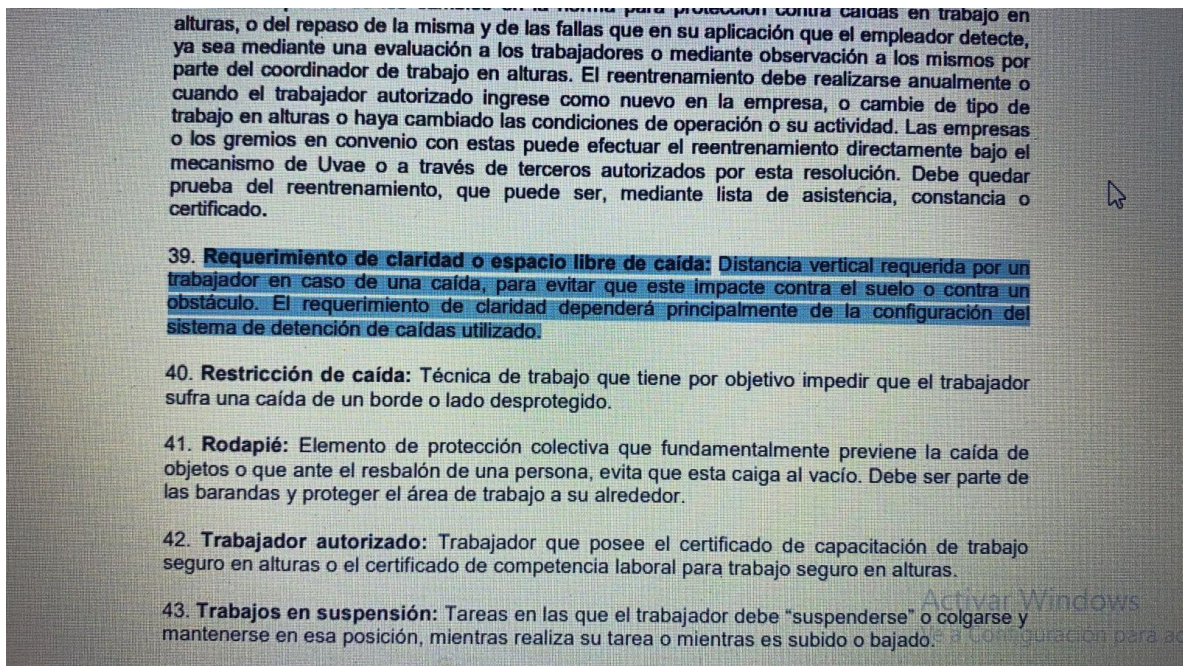 norma para protección contra caídas en trabajo en
alturas, o del repaso de la misma y de las fallas que en su aplicación que el empleador detecte,
ya sea mediante una evaluación a los trabajadores o mediante observación a los mismos por
parte del coordinador de trabajo en alturas. El reentrenamiento debe realizarse anualmente o
cuando el trabajador autorizado ingrese como nuevo en la empresa, o cambie de tipo de
trabajo en alturas o haya cambiado las condiciones de operación o su actividad. Las empresas
o los gremios en convenio con estas puede efectuar el reentrenamiento directamente bajo el
mecanismo de Uvae o a través de terceros autorizados por esta resolución. Debe quedar
prueba del reentrenamiento, que puede ser, mediante lista de asistencia, constancia o
certificado.
39. Requerimiento de claridad o espacio libre de caída: Distancia vertical requerida por un
trabajador en caso de una caída, para evitar que este impacte contra el suelo o contra un
obstáculo. El requerimiento de claridad dependerá principalmente de la configuración del
sistema de detención de caídas utilizado.
40. Restricción de caída: Técnica de trabajo que tiene por objetivo impedir que el trabajador
sufra una caída de un borde o lado desprotegido.
41. Rodapié: Elemento de protección colectiva que fundamentalmente previene la caída de
objetos o que ante el resbalón de una persona, evita que esta caiga al vacío. Debe ser parte de
las barandas y proteger el área de trabajo a su alrededor.
42. Trabajador autorizado: Trabajador que posee el certificado de capacitación de trabajo
seguro en alturas o el certificado de competencia laboral para trabajo seguro en alturas.
43. Trabajos en suspensión: Tareas en las que el trabajador debe “suspenderse” o colgarse y
mantenerse en esa posición, mientras realiza su tarea o mientras es subido o bajado.
Activar Windows
a Configuración para